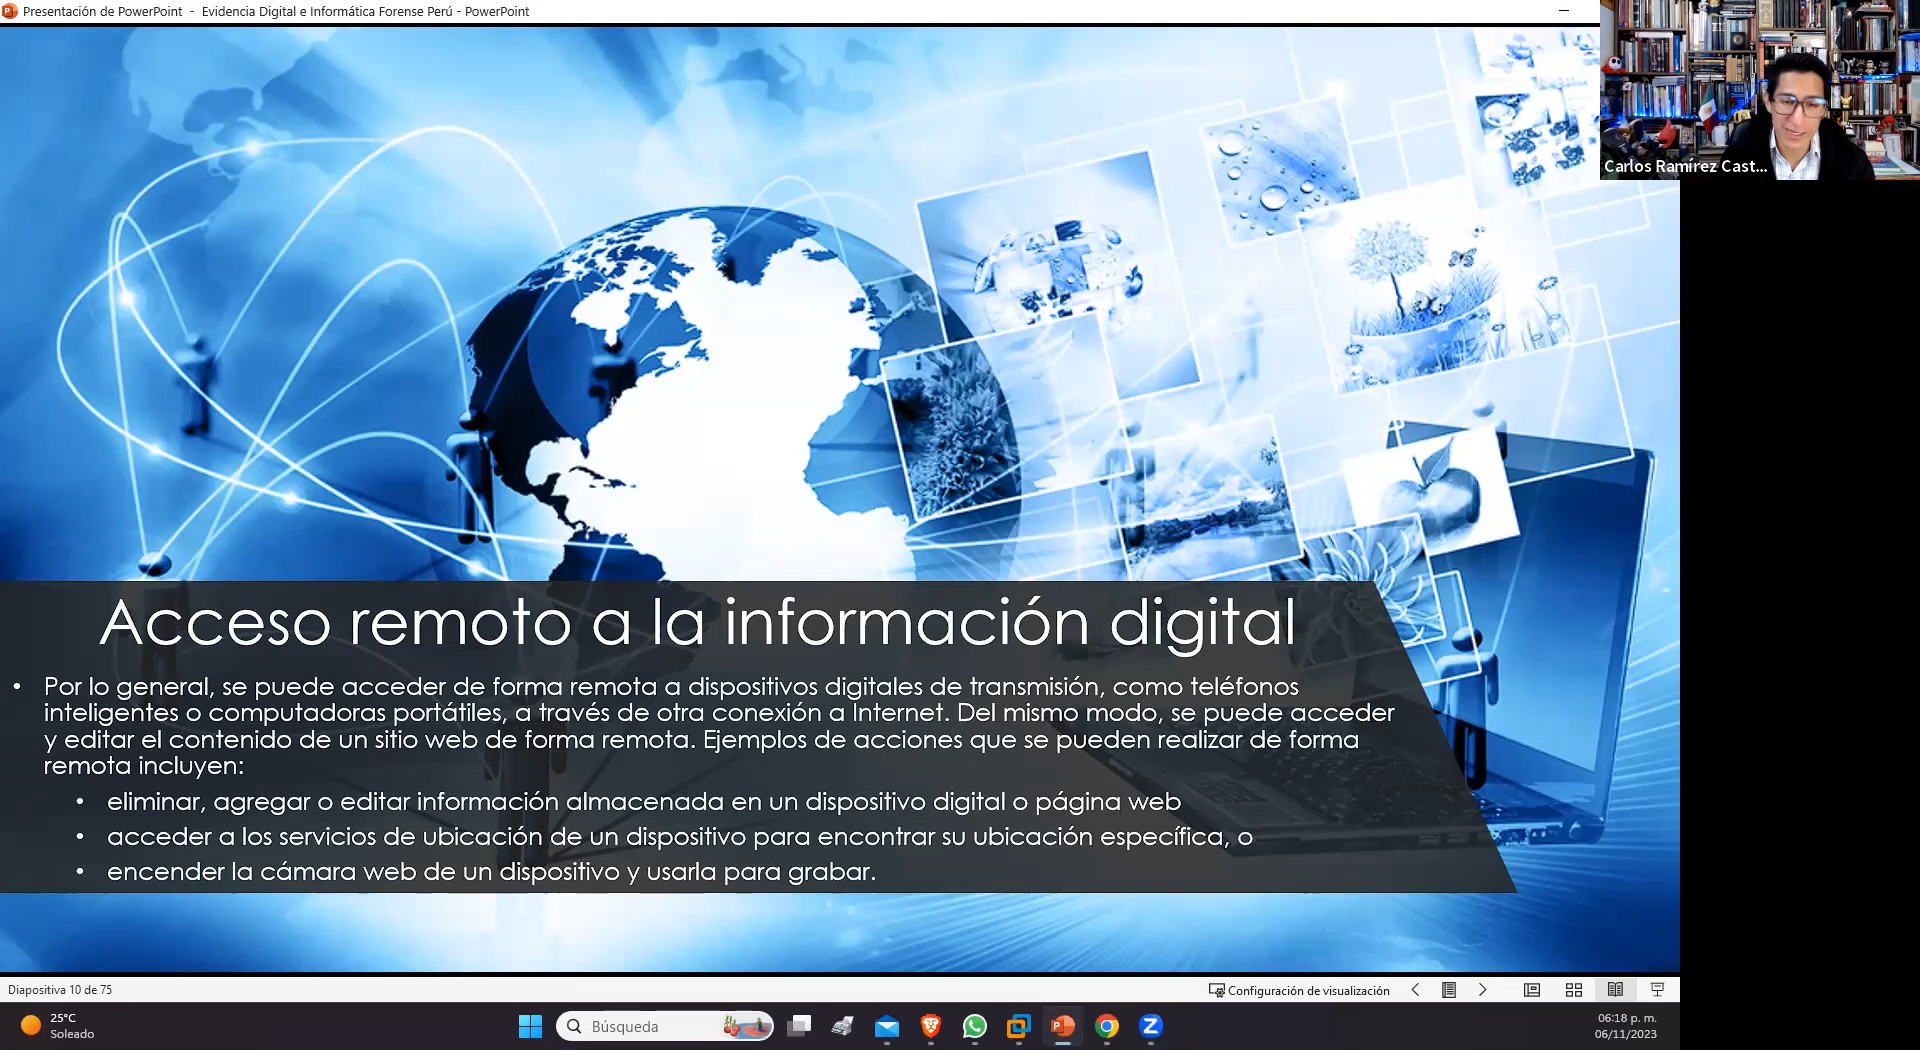 Presentación de PowerPoint - Evidencia Digital e Informática Forense Perú - PowerPoint
Carlos Ramírez Cast...
Acceso remoto a la información digital
• Por lo general, se puede acceder de forma remota a dispositivos digitales de transmisión, como teléfonos
inteligentes o computadoras portátiles, a través de otra conexión a Internet. Del mismo modo, se puede acceder
y editar el contenido de un sitio web de forma remota. Ejemplos de acciones que se pueden realizar de forma
remota incluyen:
• eliminar, agregar o editar información almacenada en un dispositivo digital o página web
• acceder a los servicios de ubicación de un dispositivo para encontrar su ubicación específica, o
• encender la cámara web de un dispositivo y usarla para grabar.
Diapositiva 10 de 75
Configuración de visualización
25°C
Soleado
Búsqueda
06:18 p. m.
06/11/2023